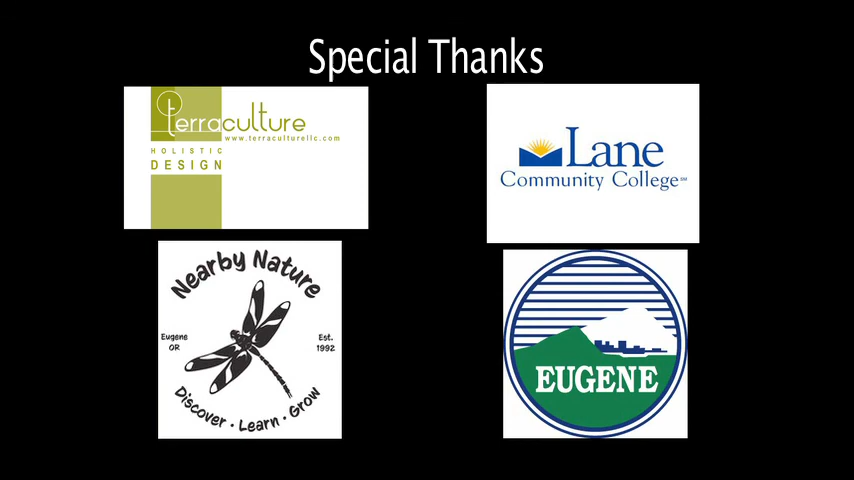 Special Thanks
terraculture
www.terraculturellc.com
HOLISTIC
DESIGN
Lane
Community College℠
Nearby Nature
Eugene
OR
Est.
1992
Discover · Learn · Grow
EUGENE